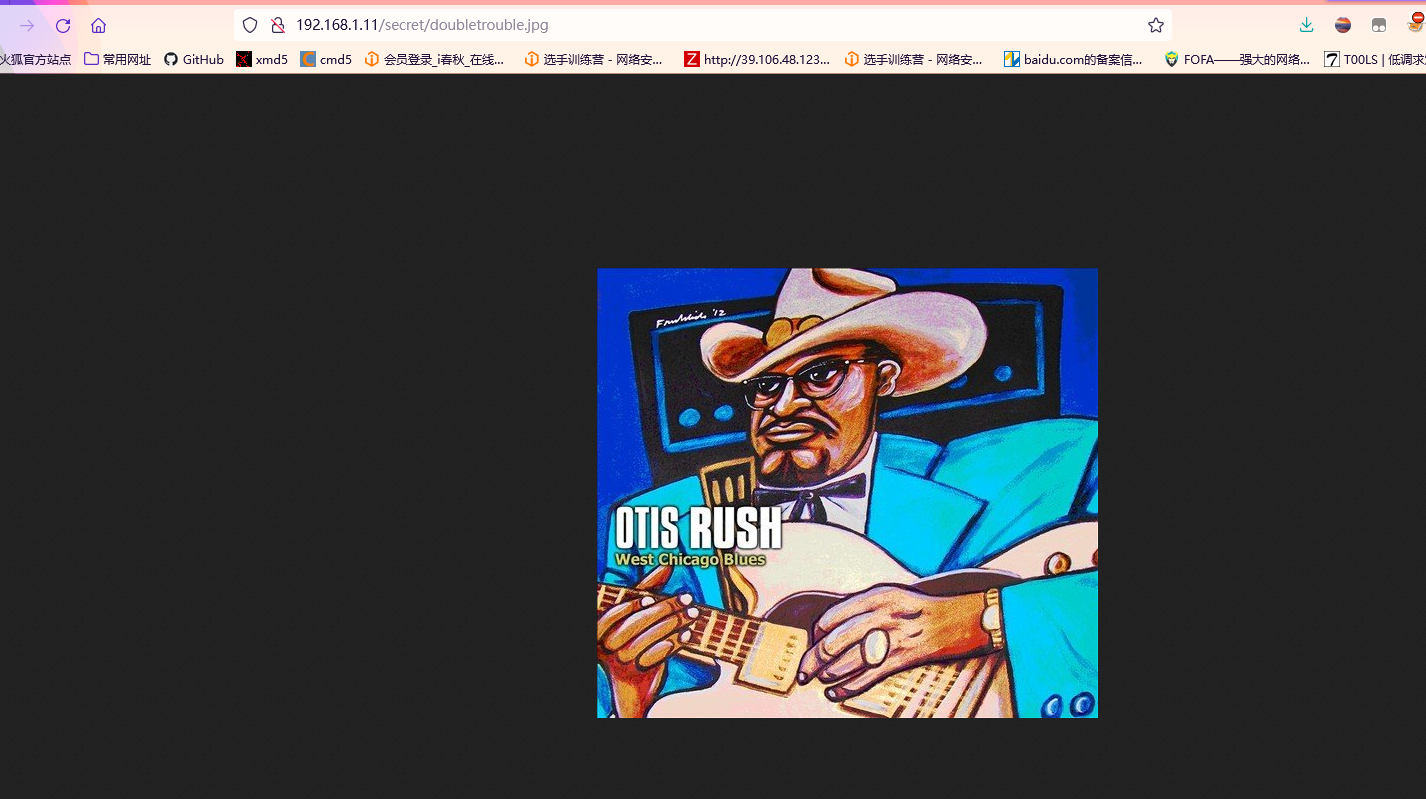 192.168.1.11/secret/doubletrouble.jpg
火狐官方站点 常用网址 GitHub xmd5 cmd5 会员登录_i春秋_在线... 选手训练营 - 网络安... http://39.106.48.123... 选手训练营 - 网络安... baidu.com的备案信... FOFA——强大的网络... T00LS | 低调求
'12
OTIS RUSH
West Chicago Blues